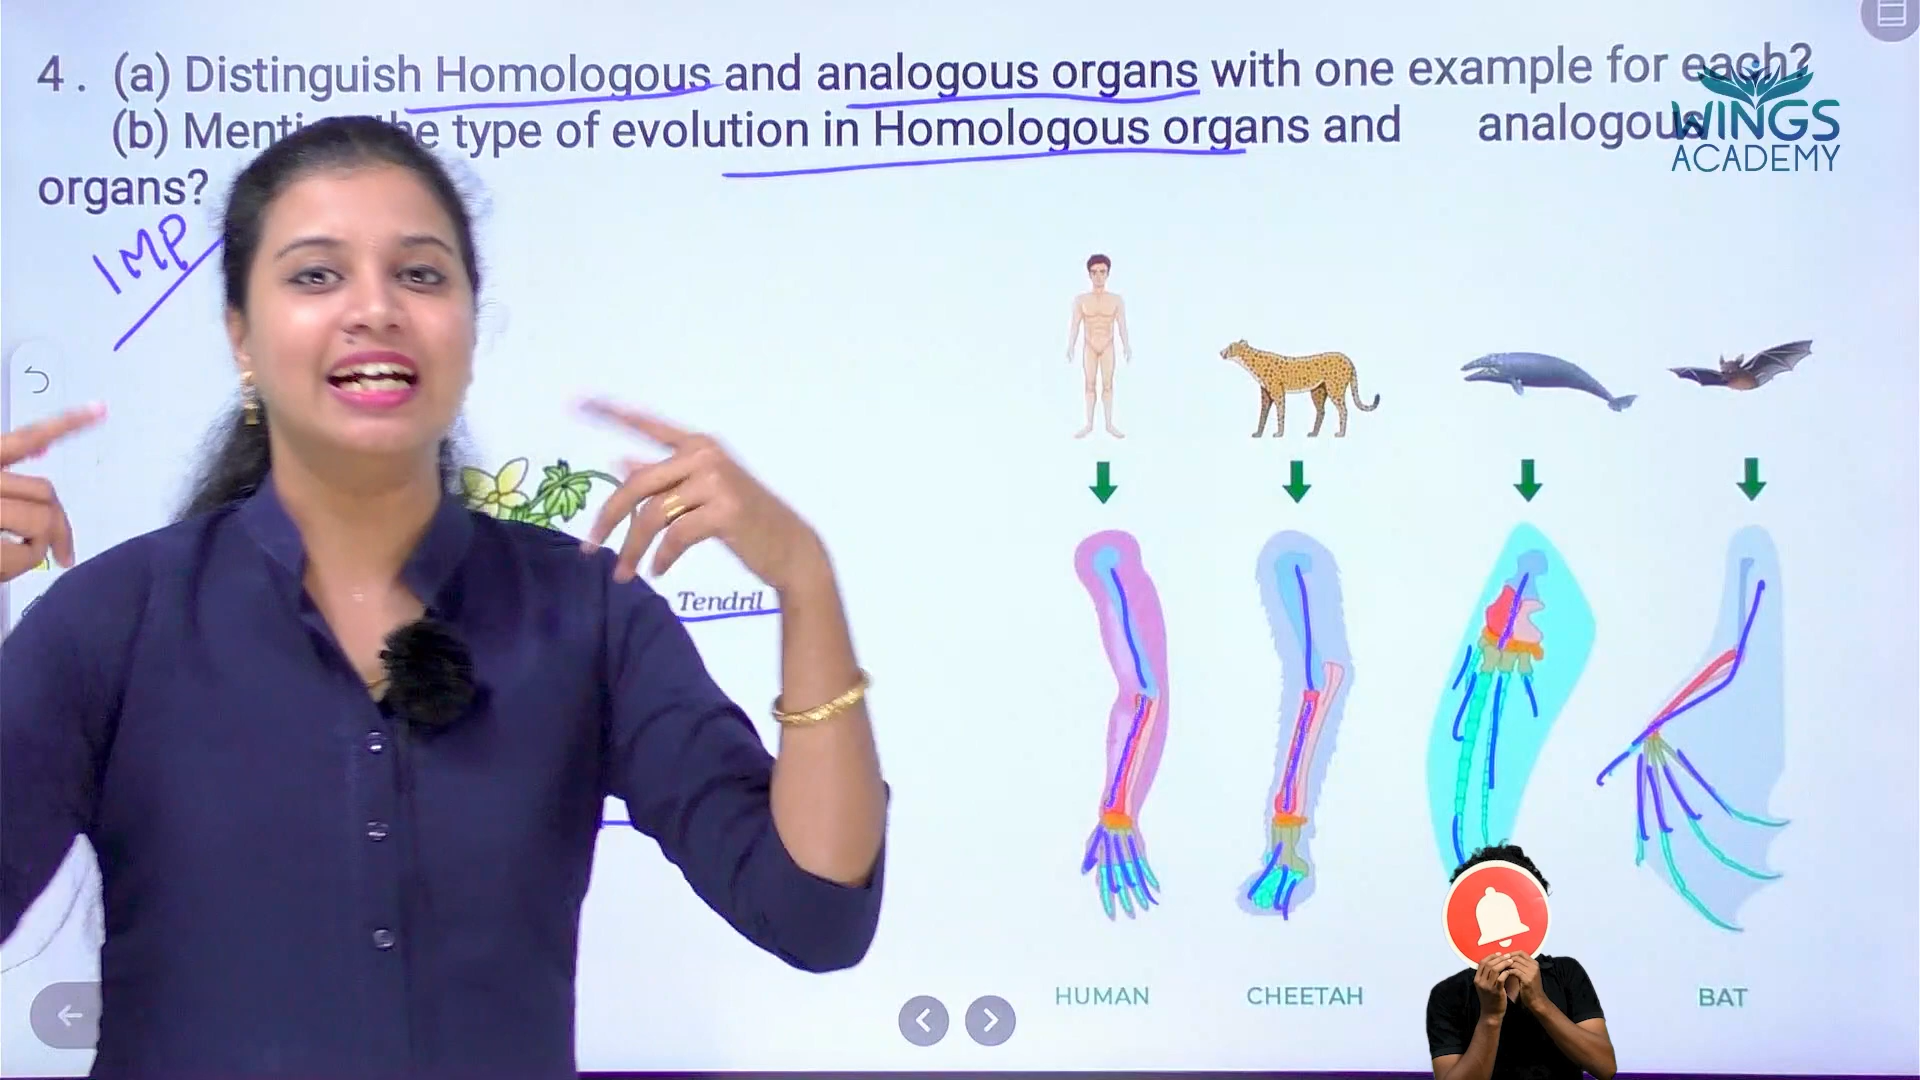 4. (a) Distinguish Homologous and analogous organs with one example for each?
(b) Mention the type of evolution in Homologous organs and analogous
organs?
WINGS
ACADEMY
IMP
Tendril
HUMAN
CHEETAH
BAT